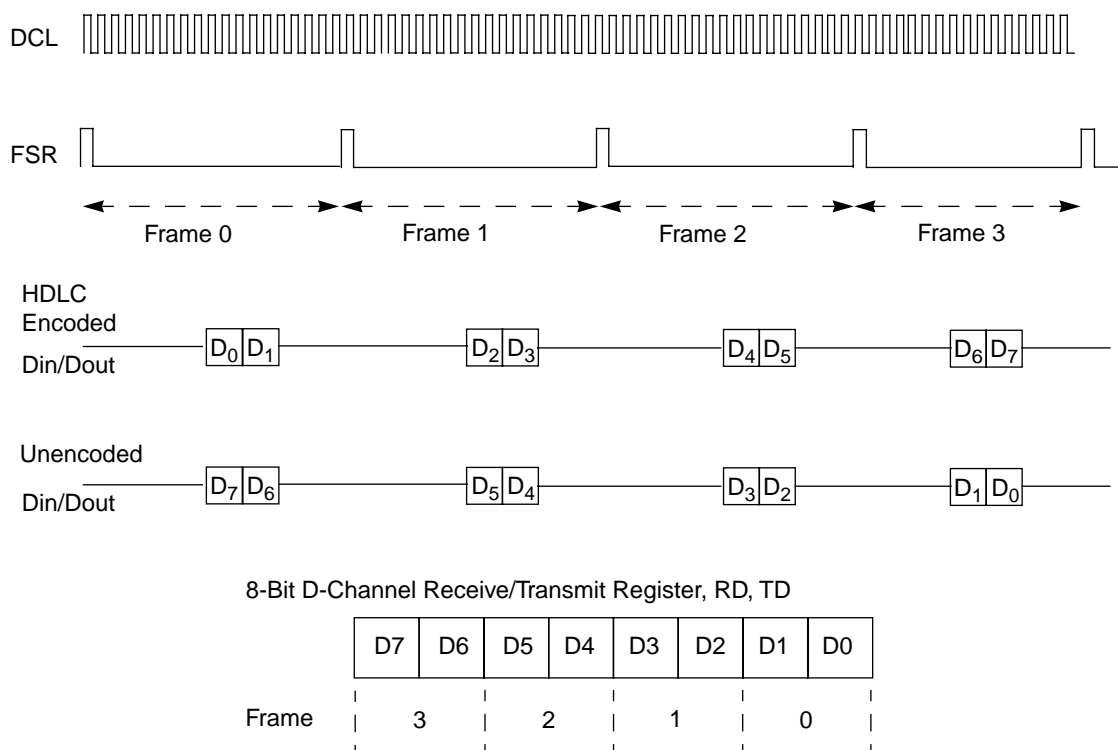 DCL
FSR
Frame 0 Frame 1 Frame 2 Frame 3
HDLC
Encoded
Din/Dout D0 D1 D2 D3 D4 D5 D6 D7
Unencoded
Din/Dout D7 D6 D5 D4 D3 D2 D1 D0
8-Bit D-Channel Receive/Transmit Register, RD, TD
D7 D6 D5 D4 D3 D2 D1 D0
Frame 3 2 1 0